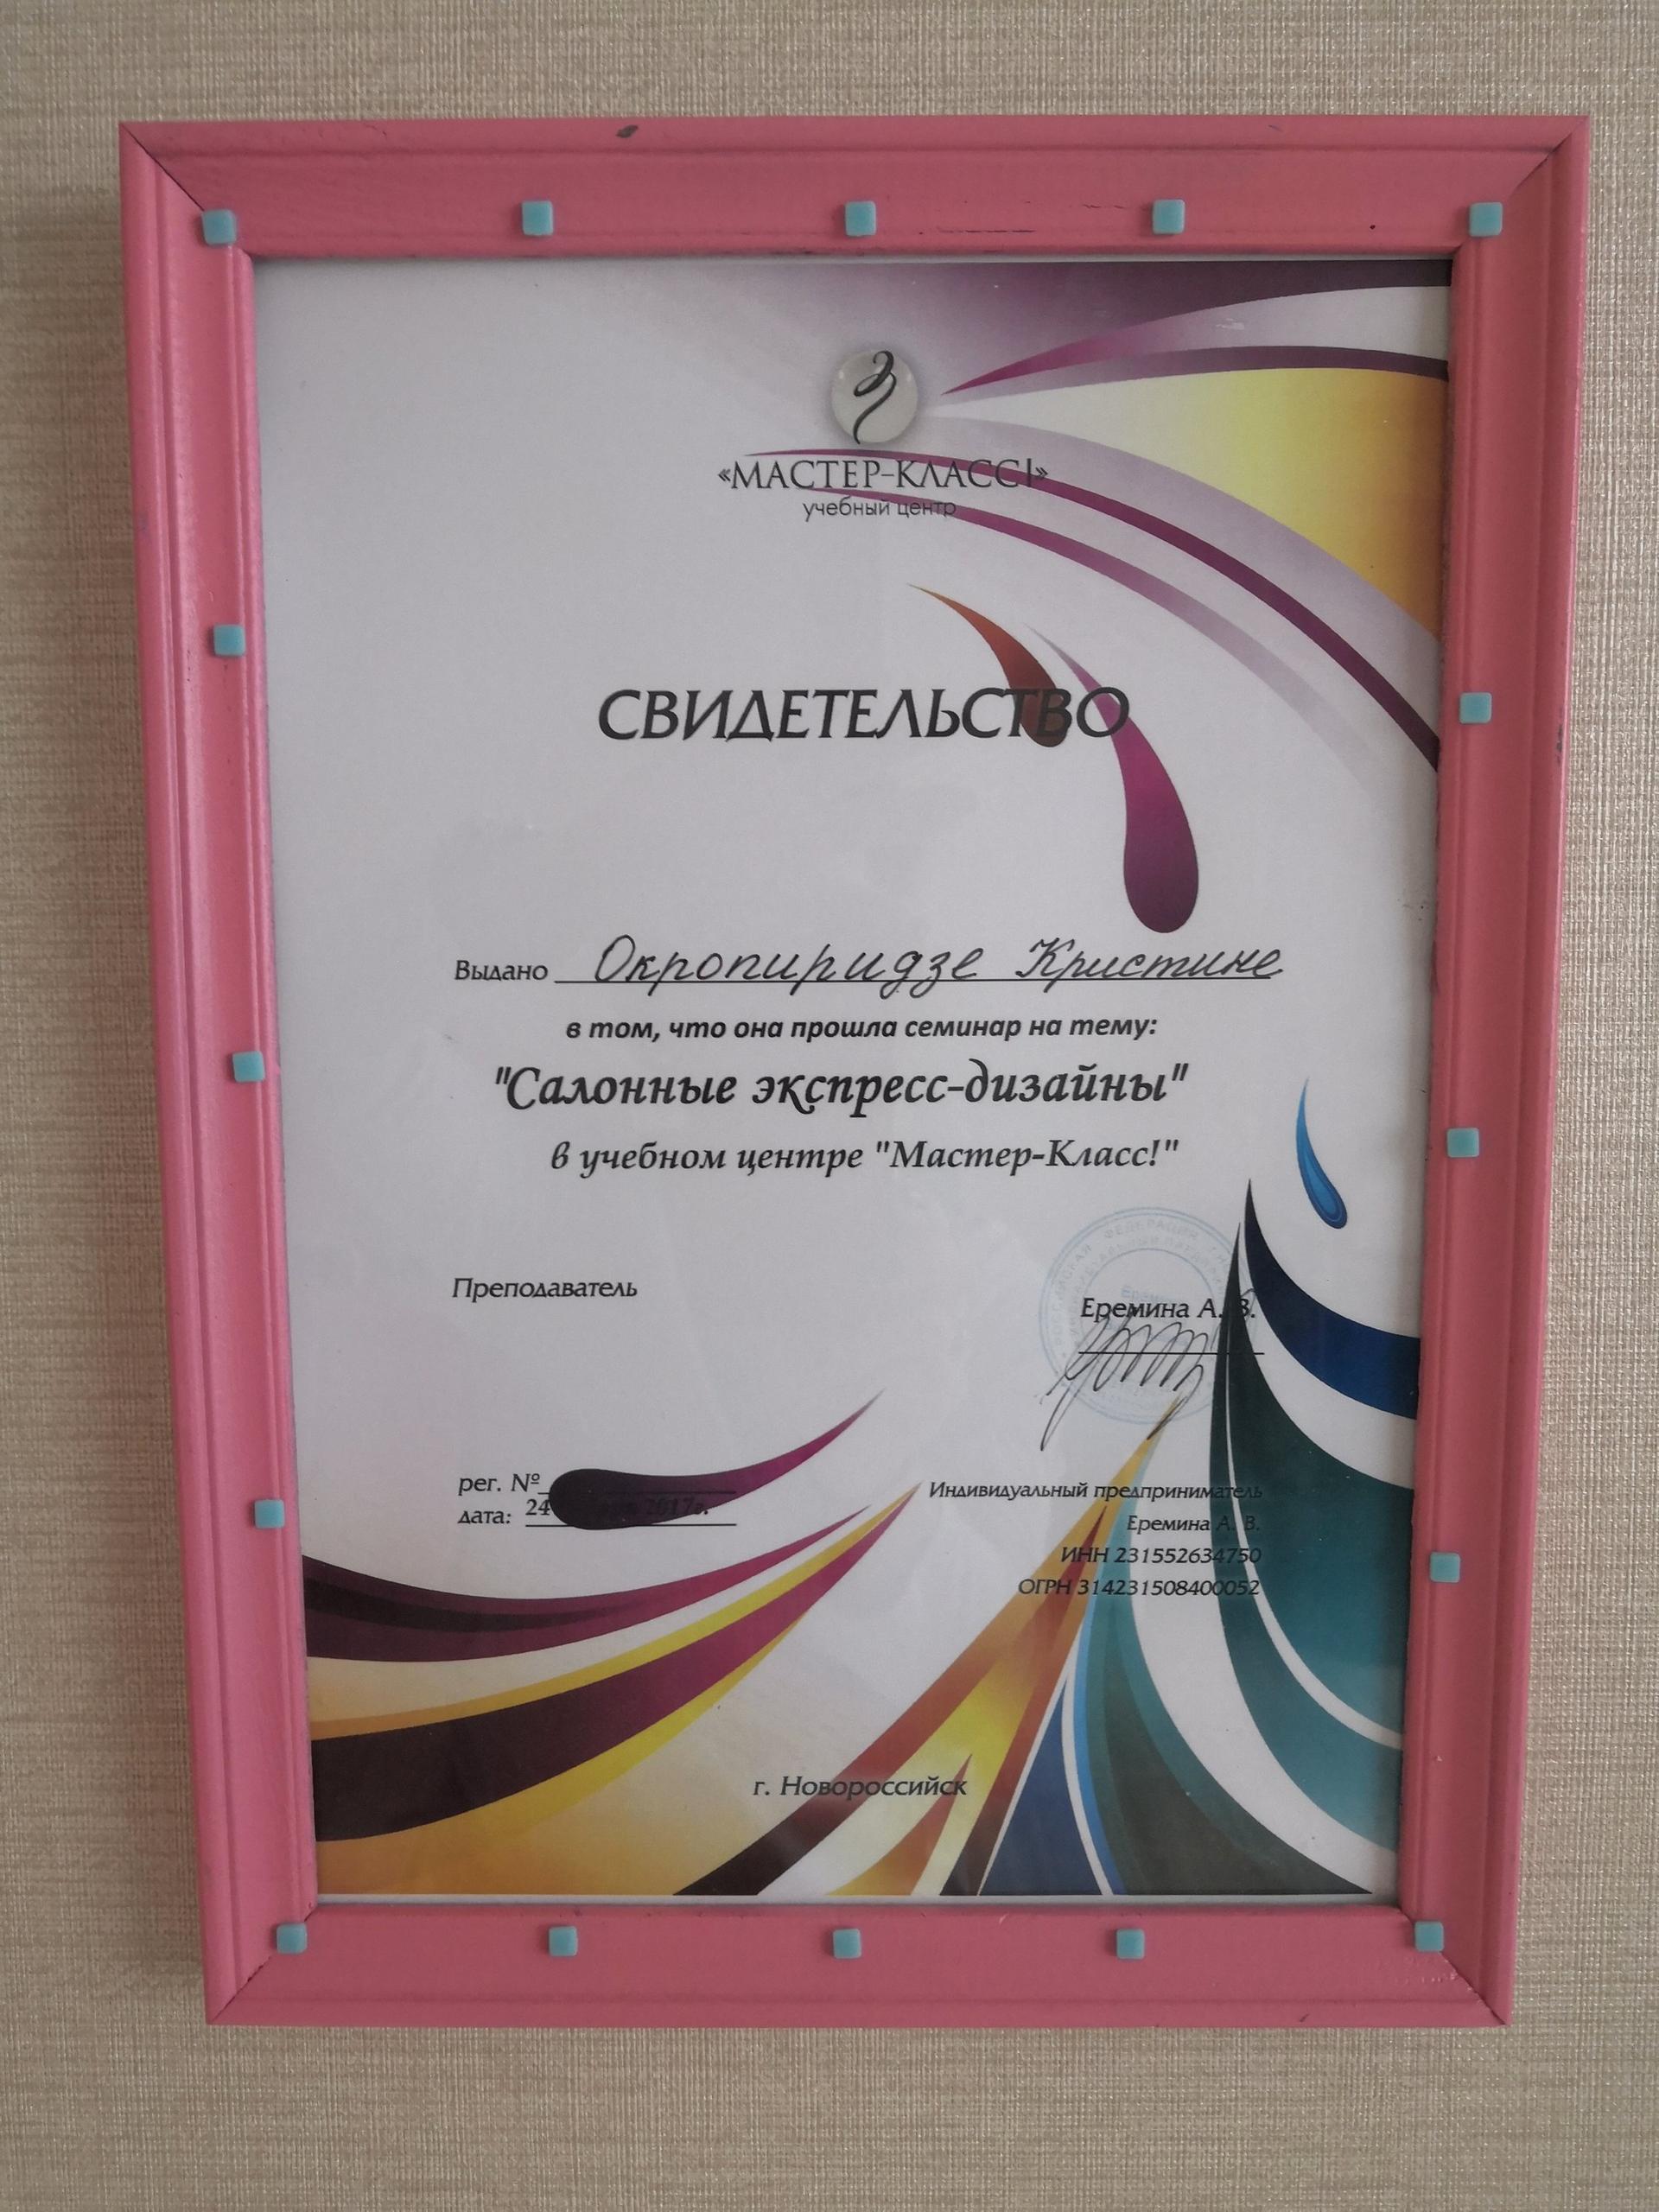 «МАСТЕР-КЛАСС!»
учебный центр
СВИДЕТЕЛЬСТВО
Выдано Окропиридзе Кристине
в том, что она прошла семинар на тему:
"Салонные экспресс-дизайны"
в учебном центре "Мастер-Класс!"
Преподаватель
Еремина А. В.
рег. №
дата: 24 2017г.
Индивидуальный предприниматель
Еремина А. В.
ИНН 231552634750
ОГРН 314231508400052
г. Новороссийск